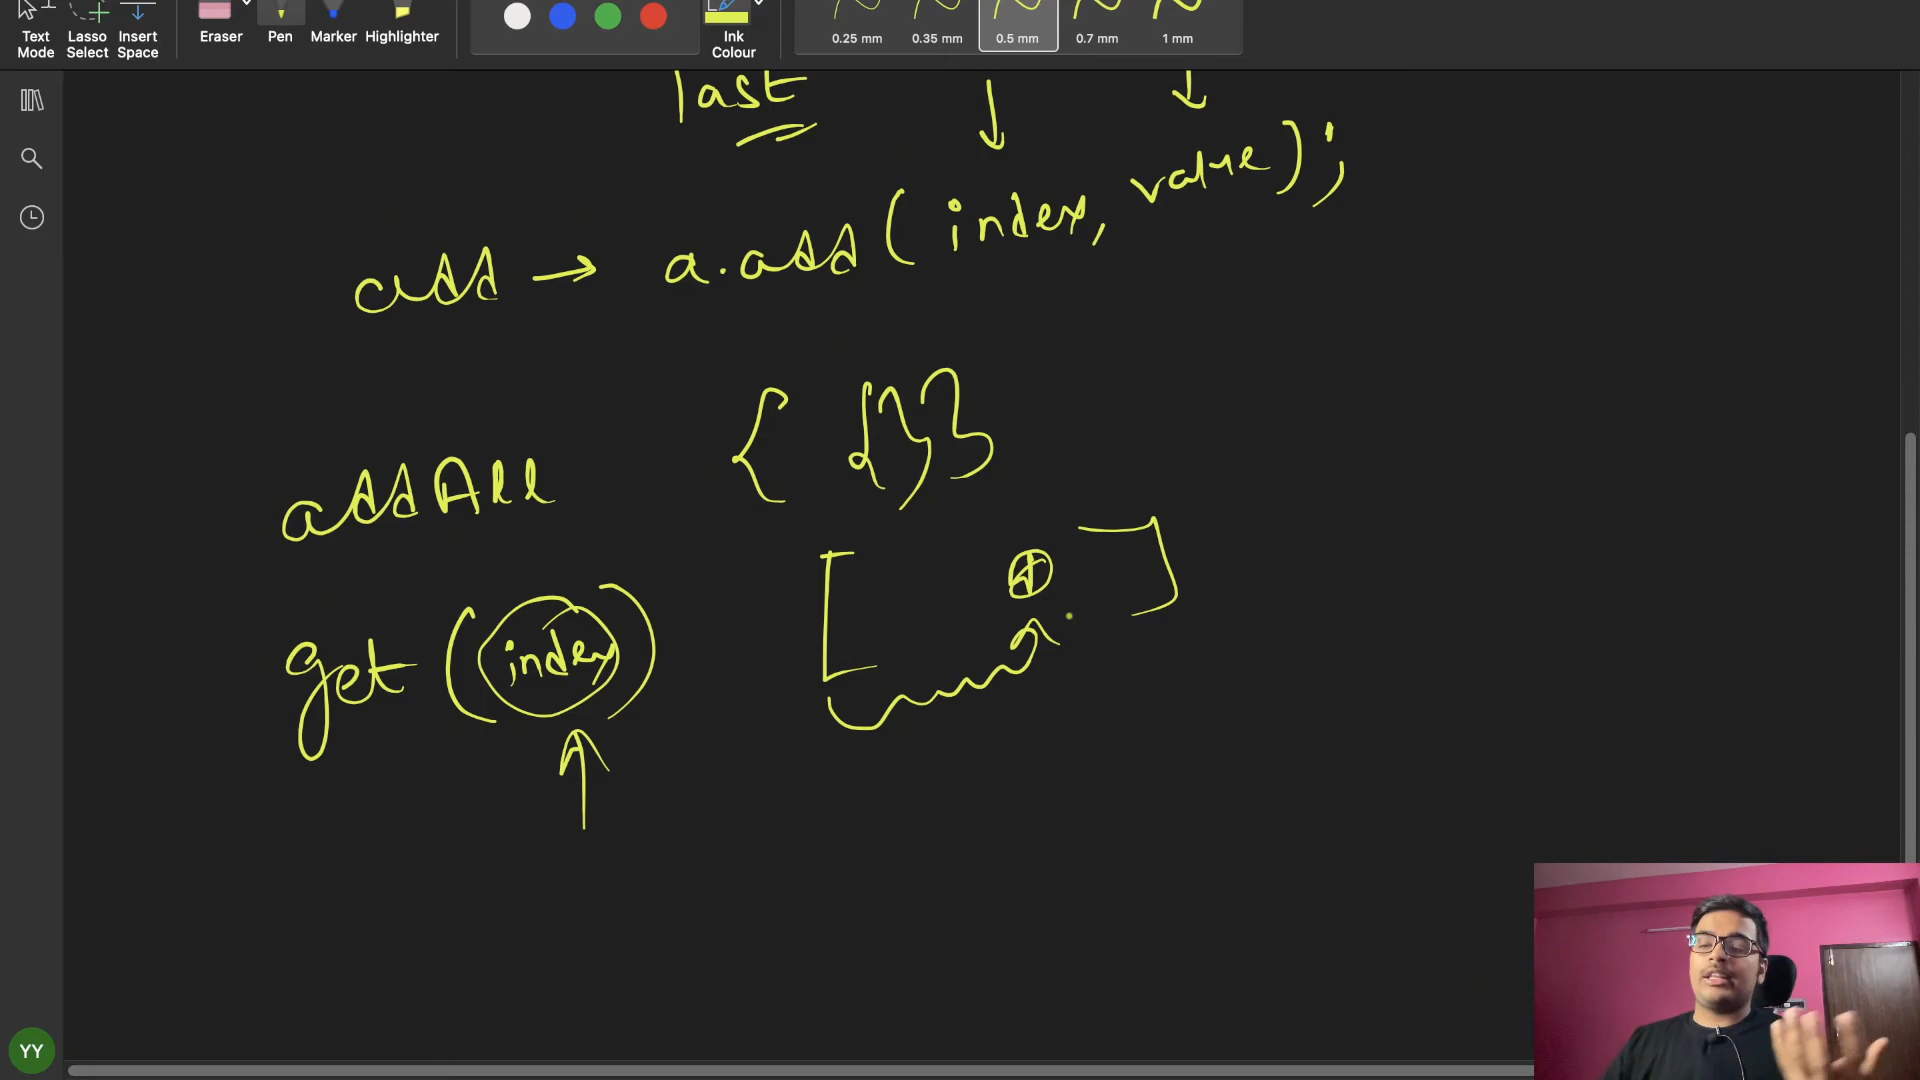 Text Mode
Lasso Select
Insert Space
Eraser
Pen
Marker
Highlighter
Ink Colour
0.25 mm
0.35 mm
0.5 mm
0.7 mm
1 mm
last
add → a.add( index, value);
addAll { {}}
get (index) [ ]
YY